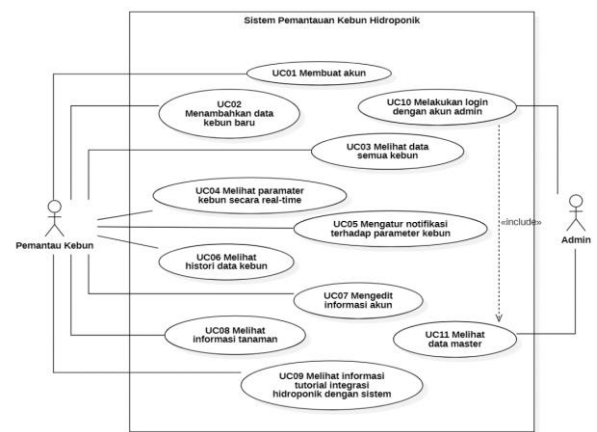 Sistem Pemantauan Kebun Hidroponik
UC01 Membuat akun
UC02
Menambahkan data
kebun baru
UC10 Melakukan login
dengan akun admin
UC03 Melihat data
semua kebun
UC04 Melihat paramater
kebun secara real-time
UC05 Mengatur notifikasi
terhadap parameter kebun
«include»
Pemantau Kebun
Admin
UC06 Melihat
histori data kebun
UC07 Mengedit
informasi akun
UC08 Melihat
informasi tanaman
UC11 Melihat
data master
UC09 Melihat informasi
tutorial integrasi
hidroponik dengan sistem